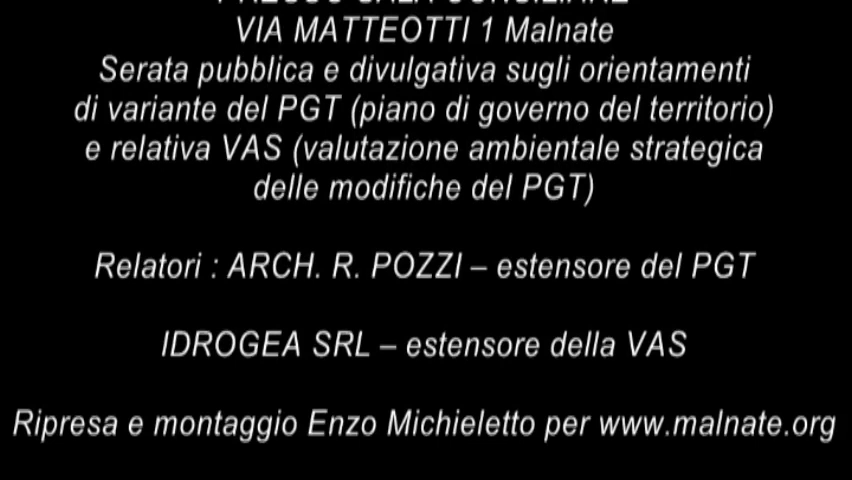 VIA MATTEOTTI 1 Malnate
Serata pubblica e divulgativa sugli orientamenti
di variante del PGT (piano di governo del territorio)
e relativa VAS (valutazione ambientale strategica
delle modifiche del PGT)
Relatori : ARCH. R. POZZI – estensore del PGT
IDROGEA SRL – estensore della VAS
Ripresa e montaggio Enzo Michieletto per www.malnate.org